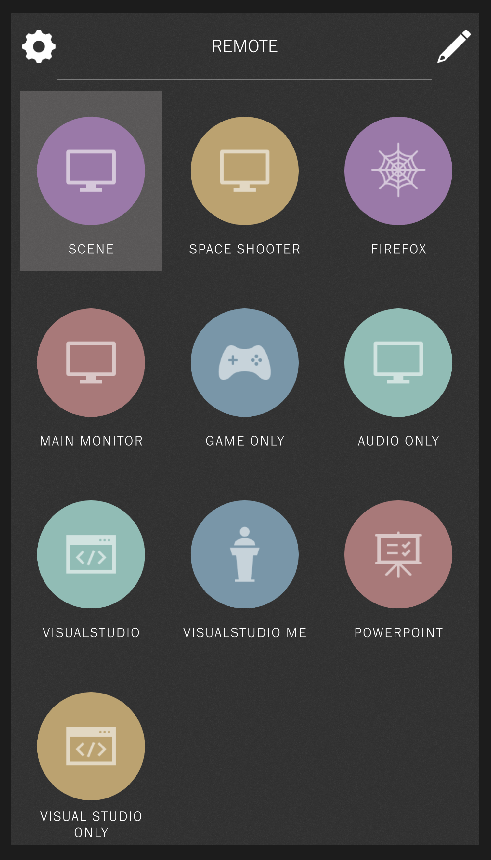 REMOTE
SCENE
SPACE SHOOTER
FIREFOX
MAIN MONITOR
GAME ONLY
AUDIO ONLY
VISUALSTUDIO
VISUALSTUDIO ME
POWERPOINT
VISUAL STUDIO
ONLY